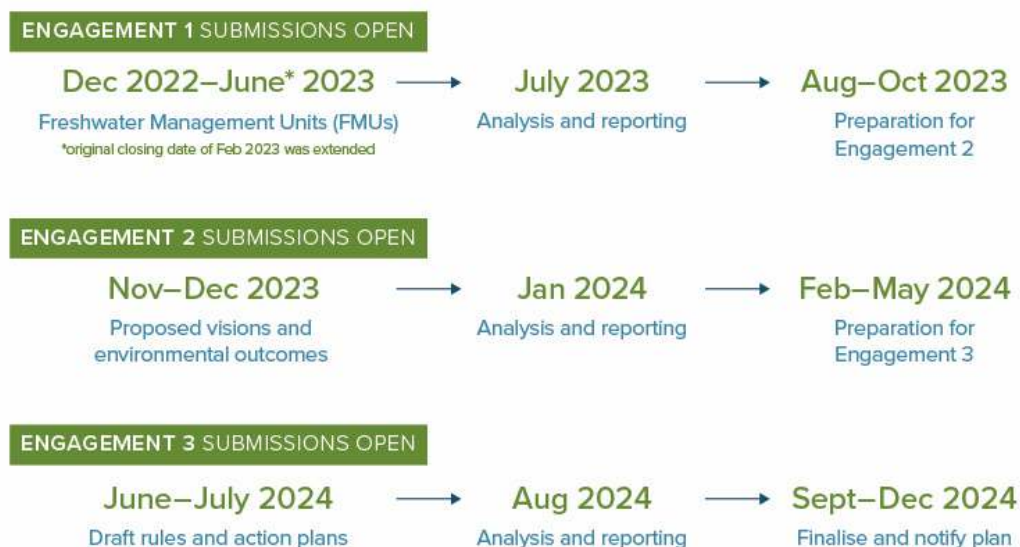 ENGAGEMENT 1 SUBMISSIONS OPEN
Dec 2022–June* 2023
July 2023
Aug–Oct 2023
Freshwater Management Units (FMUs)
*original closing date of Feb 2023 was extended
Analysis and reporting
Preparation for
Engagement 2
ENGAGEMENT 2 SUBMISSIONS OPEN
Nov–Dec 2023
Jan 2024
Feb–May 2024
Proposed visions and
environmental outcomes
Analysis and reporting
Preparation for
Engagement 3
ENGAGEMENT 3 SUBMISSIONS OPEN
June–July 2024
Aug 2024
Sept–Dec 2024
Draft rules and action plans
Analysis and reporting
Finalise and notify plan